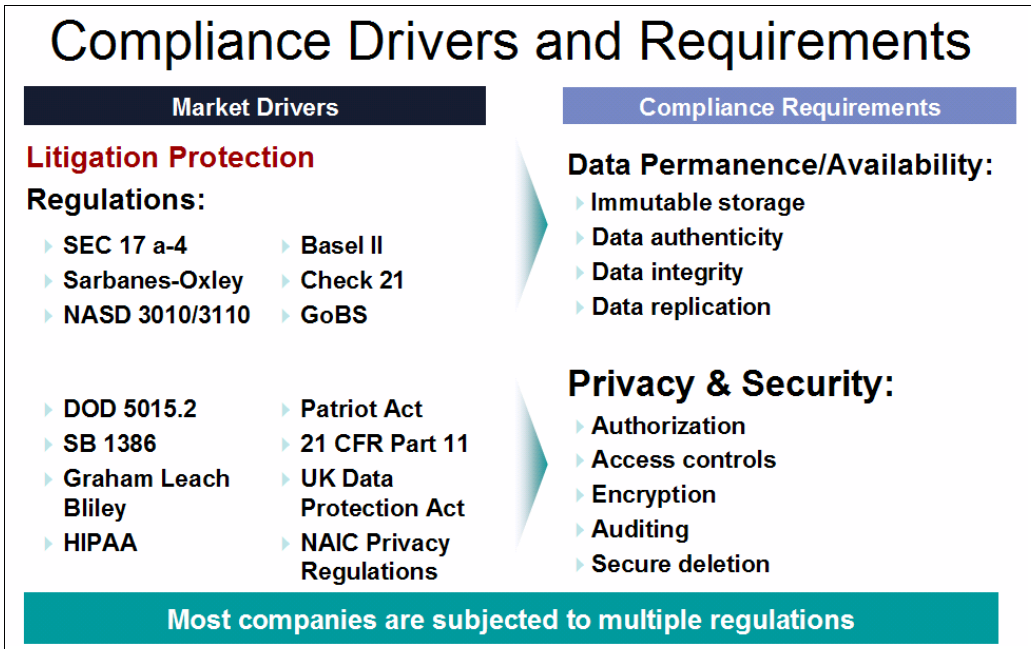 Compliance Drivers and Requirements
Market Drivers
Litigation Protection
Regulations:
SEC 17 a-4
Sarbanes-Oxley
NASD 3010/3110
Basel II
Check 21
GoBS
DOD 5015.2
SB 1386
Graham Leach
Bliley
HIPAA
Patriot Act
21 CFR Part 11
UK Data
Protection Act
NAIC Privacy
Regulations
Compliance Requirements
Data Permanence/Availability:
Immutable storage
Data authenticity
Data integrity
Data replication
Privacy & Security:
Authorization
Access controls
Encryption
Auditing
Secure deletion
Most companies are subjected to multiple regulations